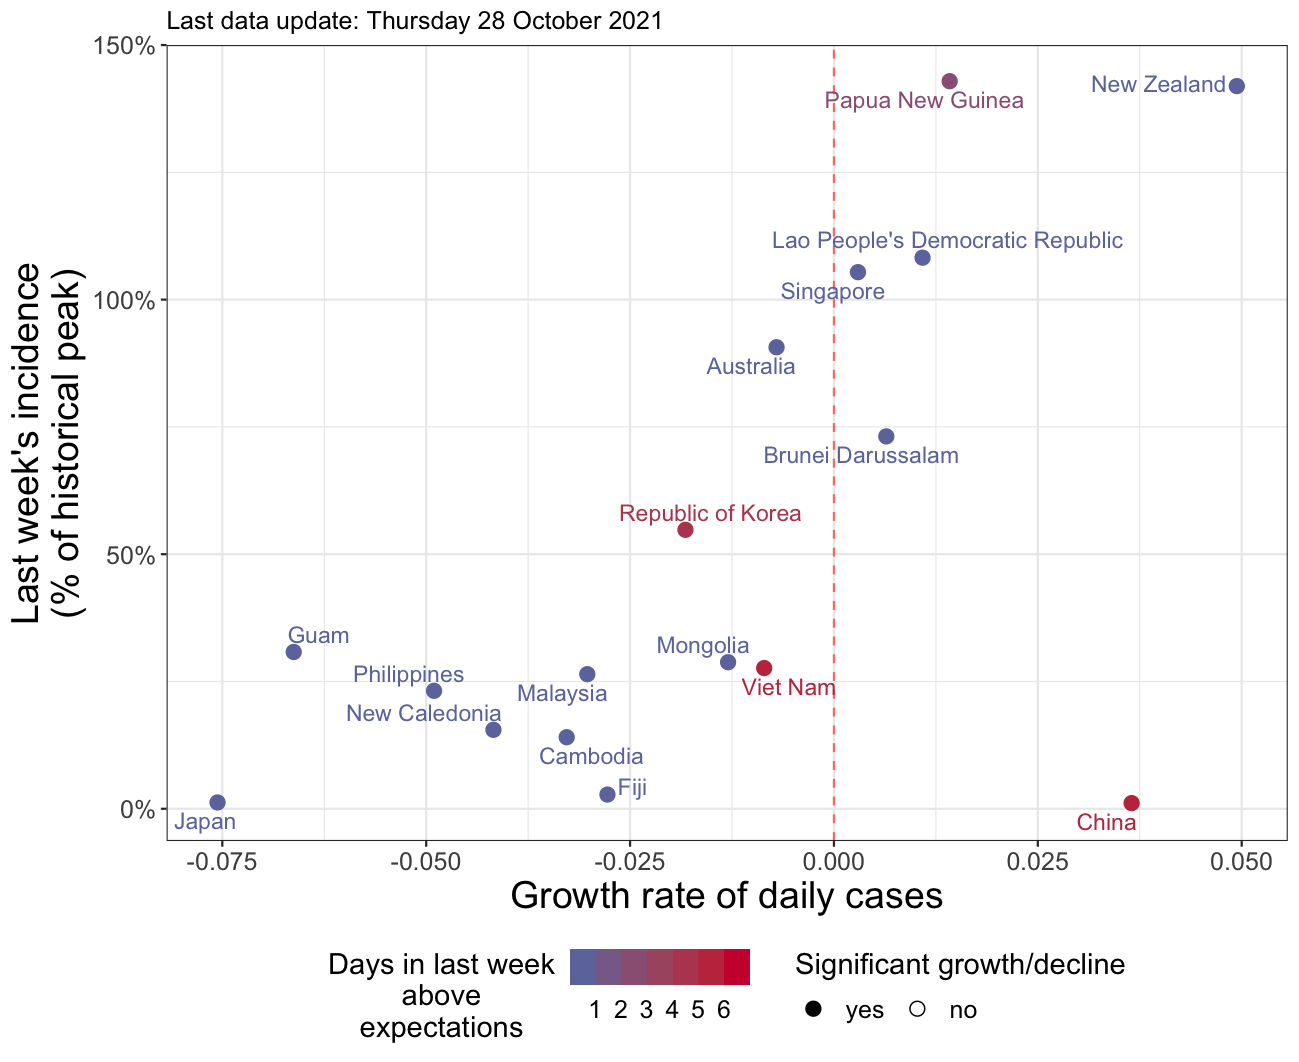 Last data update: Thursday 28 October 2021
150%
100%
50%
0%
Last week's incidence
(% of historical peak)
Papua New Guinea
New Zealand
Lao People's Democratic Republic
Singapore
Australia
Brunei Darussalam
Republic of Korea
Guam
Mongolia
Philippines
Malaysia
Viet Nam
New Caledonia
Cambodia
Fiji
Japan
China
-0.075 -0.050 -0.025 0.000 0.025 0.050
Growth rate of daily cases
Days in last week
above
expectations
1 2 3 4 5 6
Significant growth/decline
yes no